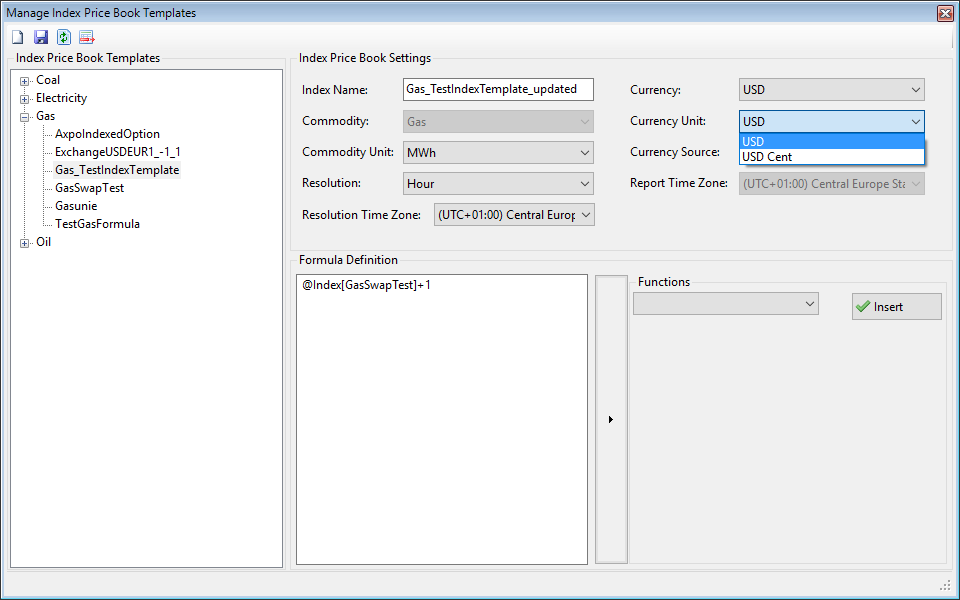 Manage Index Price Book Templates
Index Price Book Templates
Coal
Electricity
Gas
AxpoIndexedOption
ExchangeUSDEUR1_-1_1
Gas_TestIndexTemplate
GasSwapTest
Gasunie
TestGasFormula
Oil
Index Price Book Settings
Index Name:
Gas_TestIndexTemplate_updated
Commodity:
Gas
Commodity Unit:
MWh
Resolution:
Hour
Resolution Time Zone:
(UTC+01:00) Central Europ
Currency:
USD
Currency Unit:
USD
USD
USD Cent
Currency Source:
Report Time Zone:
(UTC+01:00) Central Europe Sta
Formula Definition
@Index[GasSwapTest]+1
Functions
Insert